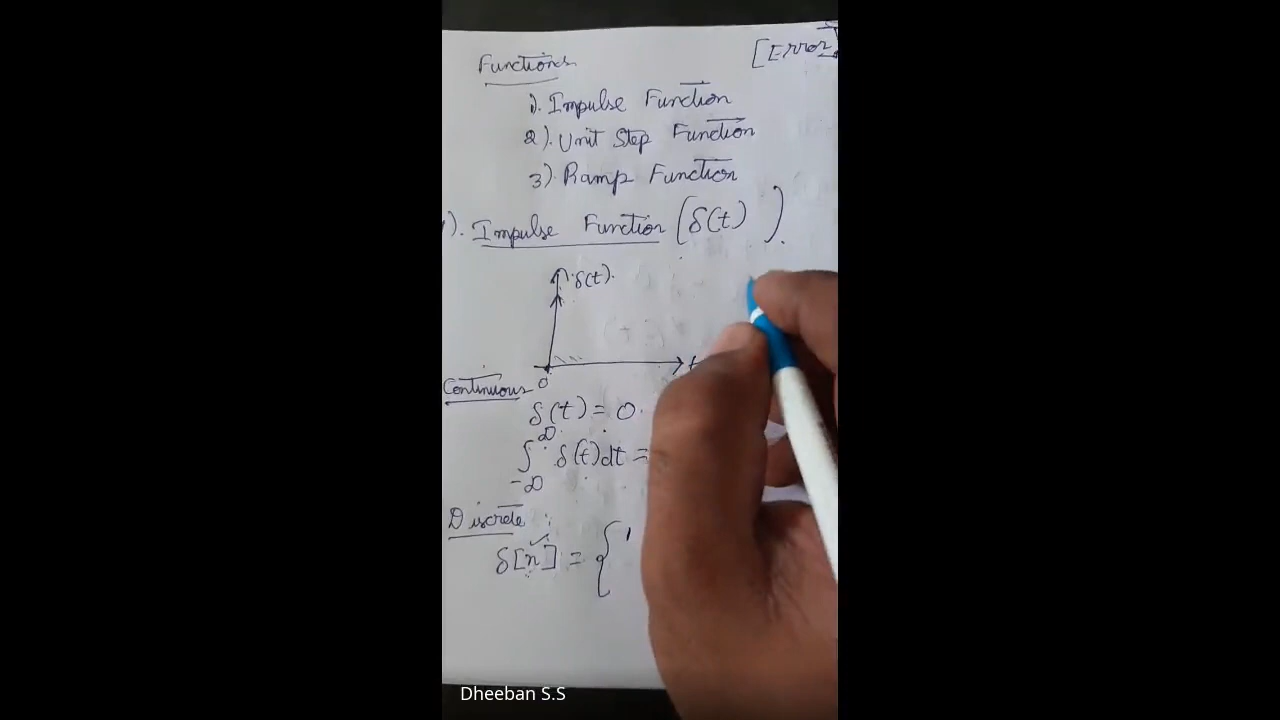 Functions [Error]
1). Impulse Function
2). Unit Step Function
3). Ramp Function
1). Impulse Function (δ(t) ).
δ(t).
t
0
Continuous
δ(t) = 0.
∞
∫ δ(t)dt =
-∞
Discrete :
δ[n] = { 1
Dheeban S.S